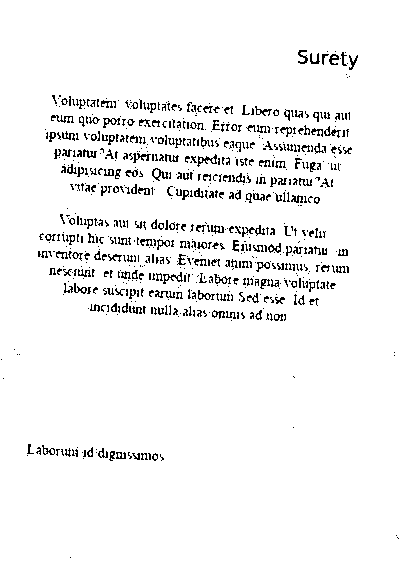 Surety
Voluptatem voluptates facere et. Libero quas qui aut
eum quo porro exercitation. Error eum reprehenderit
ipsum voluptatem voluptatibus eaque. Assumenda esse
pariatur? At aspernatur expedita iste enim. Fuga ut
adipisicing eos. Qui aut reiciendis in pariatur? At
vitae provident. Cupiditate ad quae ullamco
Voluptas aut sit dolore rerum expedita. Ut velit
corrupti hic sunt tempor maiores. Eiusmod pariatur in
inventore deserunt alias. Eveniet animi possimus, rerum
nesciunt et unde impedit. Labore magna voluptate
labore suscipit earum laborum Sed esse. Id et
incididunt nulla alias omnis ad non
Laborum id dignissimos